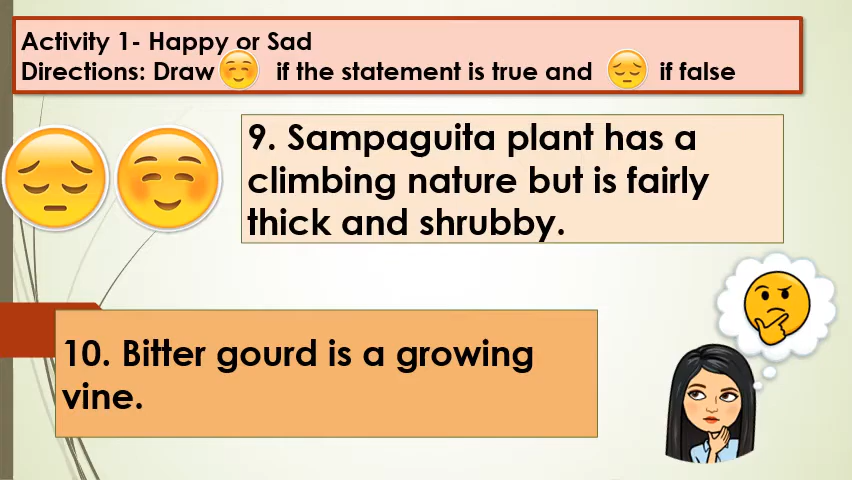 Activity 1- Happy or Sad
Directions: Draw 😊 if the statement is true and 😔 if false
9. Sampaguita plant has a
climbing nature but is fairly
thick and shrubby.
10. Bitter gourd is a growing
vine.